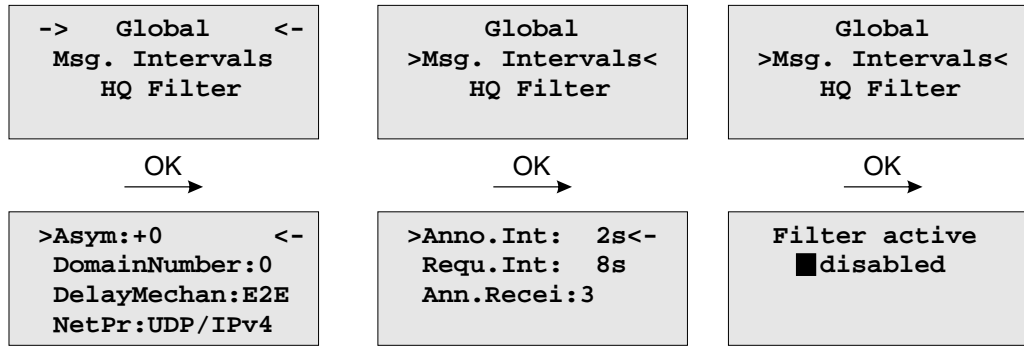 ->   Global   <-
Msg. Intervals
HQ Filter
OK
>Asym:+0        <-
DomainNumber:0
DelayMechan:E2E
NetPr:UDP/IPv4
Global
>Msg. Intervals<
HQ Filter
OK
>Anno.Int:  2s<-
Requ.Int:  8s
Ann.Recei:3
Global
>Msg. Intervals<
HQ Filter
OK
Filter active
disabled